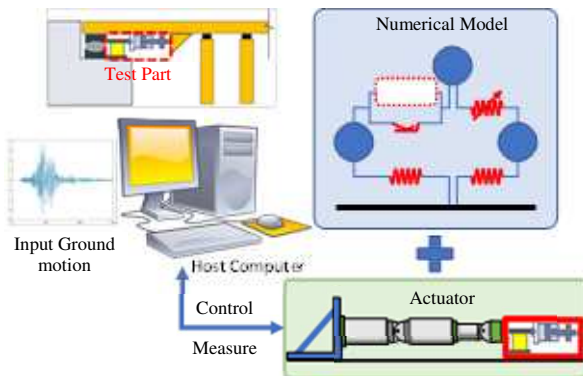 Numerical Model
Test Part
Input Ground
motion
Host Computer
Control
Measure
Actuator